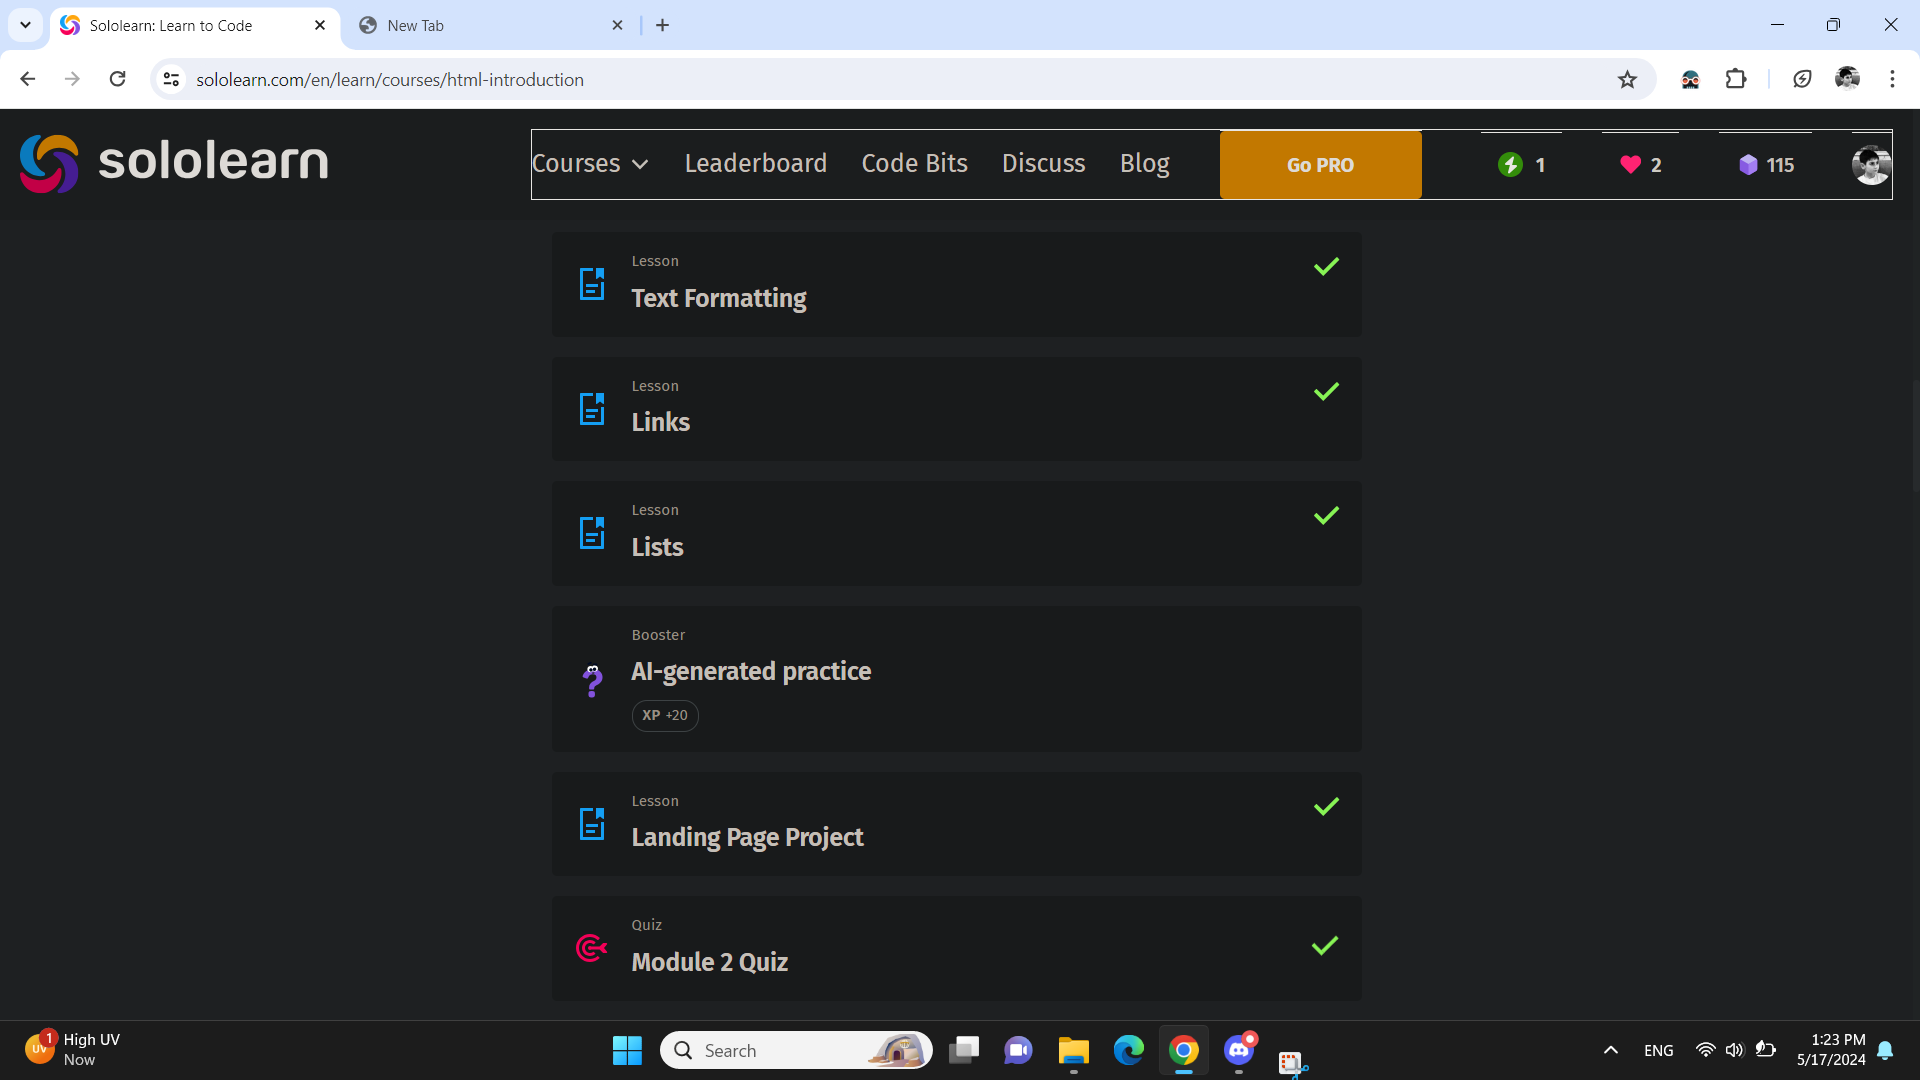 Sololearn: Learn to Code
New Tab
sololearn.com/en/learn/courses/html-introduction
sololearn
Courses Leaderboard Code Bits Discuss Blog Go PRO 1 2 115
Lesson
Text Formatting
Lesson
Links
Lesson
Lists
Booster
AI-generated practice
XP +20
Lesson
Landing Page Project
Quiz
Module 2 Quiz
UV 1 High UV
Now
Search
ENG
1:23 PM
5/17/2024